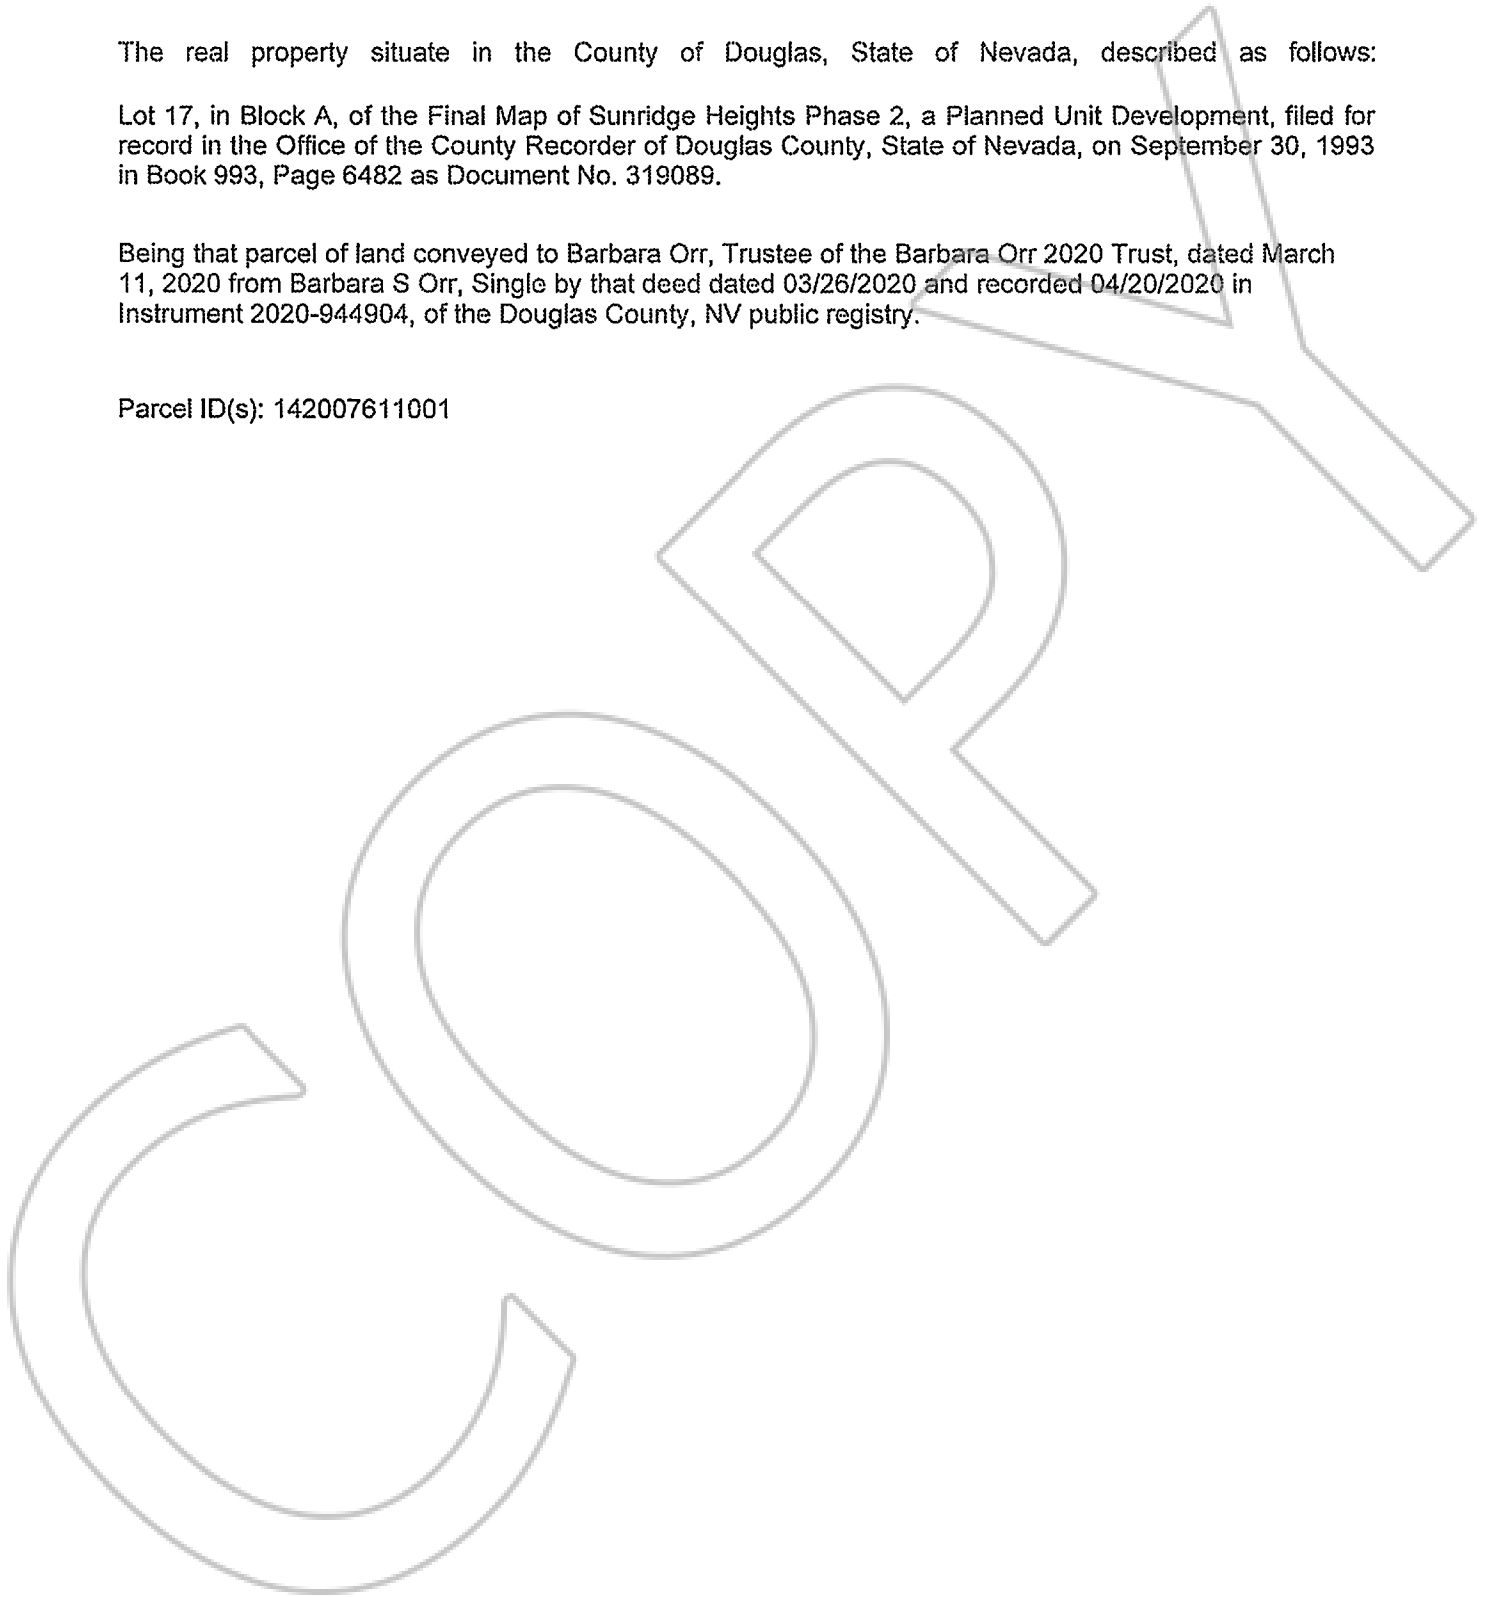 The real property situate in the County of Douglas, State of Nevada, described as follows:
Lot 17, in Block A, of the Final Map of Sunridge Heights Phase 2, a Planned Unit Development, filed for
record in the Office of the County Recorder of Douglas County, State of Nevada, on September 30, 1993
in Book 993, Page 6482 as Document No. 319089.
Being that parcel of land conveyed to Barbara Orr, Trustee of the Barbara Orr 2020 Trust, dated March
11, 2020 from Barbara S Orr, Single by that deed dated 03/26/2020 and recorded 04/20/2020 in
Instrument 2020-944904, of the Douglas County, NV public registry.
Parcel ID(s): 142007611001
COPY